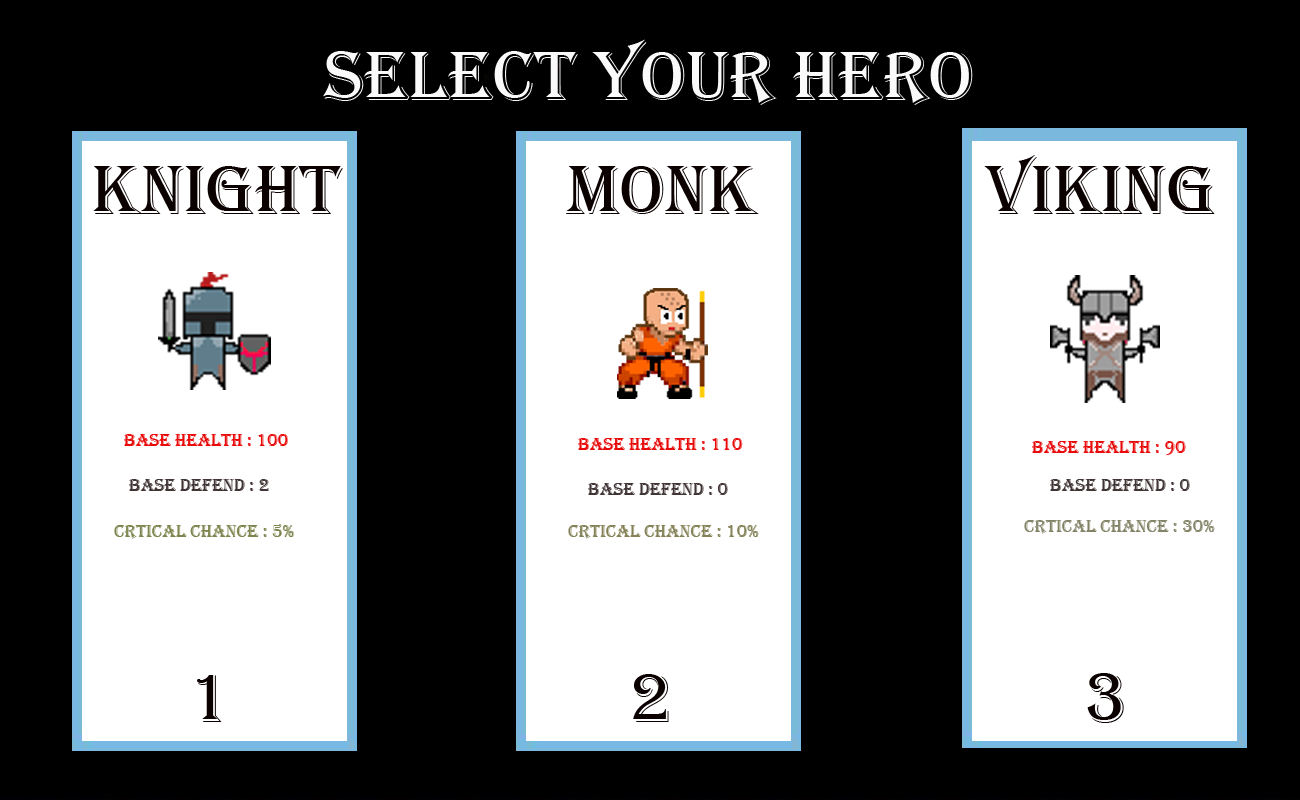 SELECT YOUR HERO
KNIGHT
BASE HEALTH : 100
BASE DEFEND : 2
CRTICAL CHANCE : 5%
1
MONK
BASE HEALTH : 110
BASE DEFEND : 0
CRTICAL CHANCE : 10%
2
VIKING
BASE HEALTH : 90
BASE DEFEND : 0
CRTICAL CHANCE : 30%
3